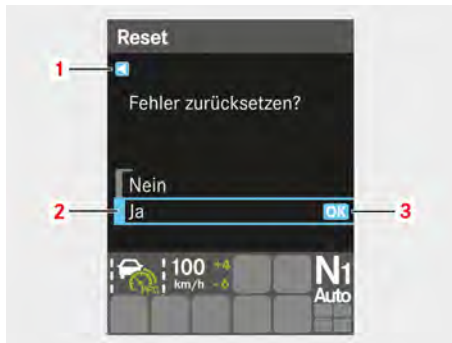 Reset
1
Fehler zurücksetzen?
Nein
2 Ja OK 3
100 +4
km/h -6
N1
Auto